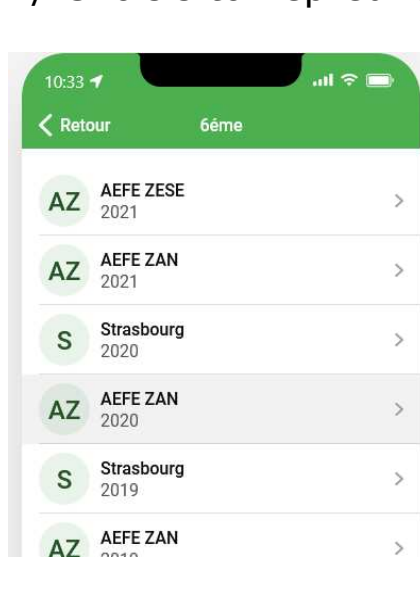 10:33
Retour 6éme
AZ AEFE ZESE
2021
AZ AEFE ZAN
2021
S Strasbourg
2020
AZ AEFE ZAN
2020
S Strasbourg
2019
AZ AEFE ZAN